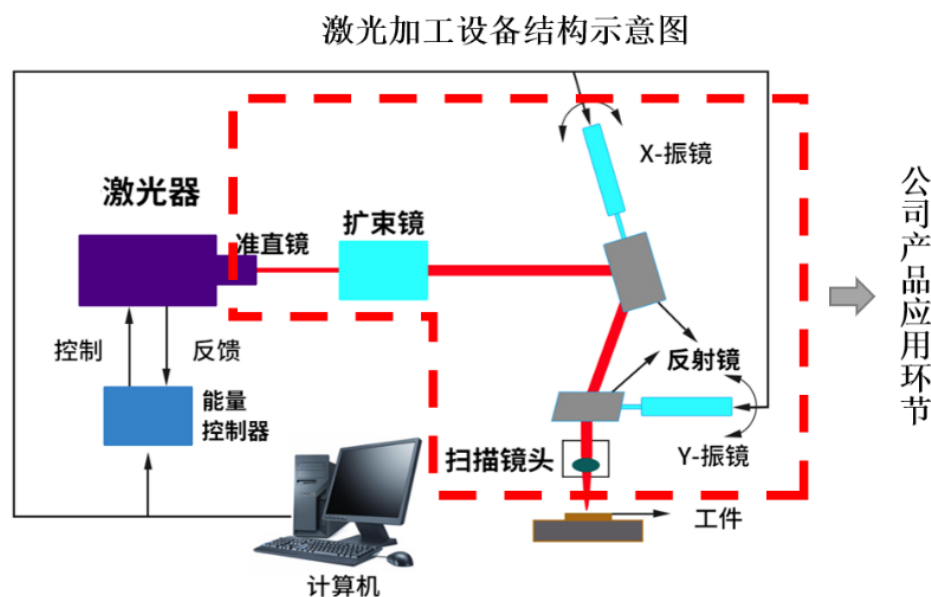 激光加工设备结构示意图
X-振镜
激光器
准直镜
扩束镜
控制
反馈
反射镜
能量
控制器
扫描镜头
Y-振镜
工件
计算机
公司产品应用环节